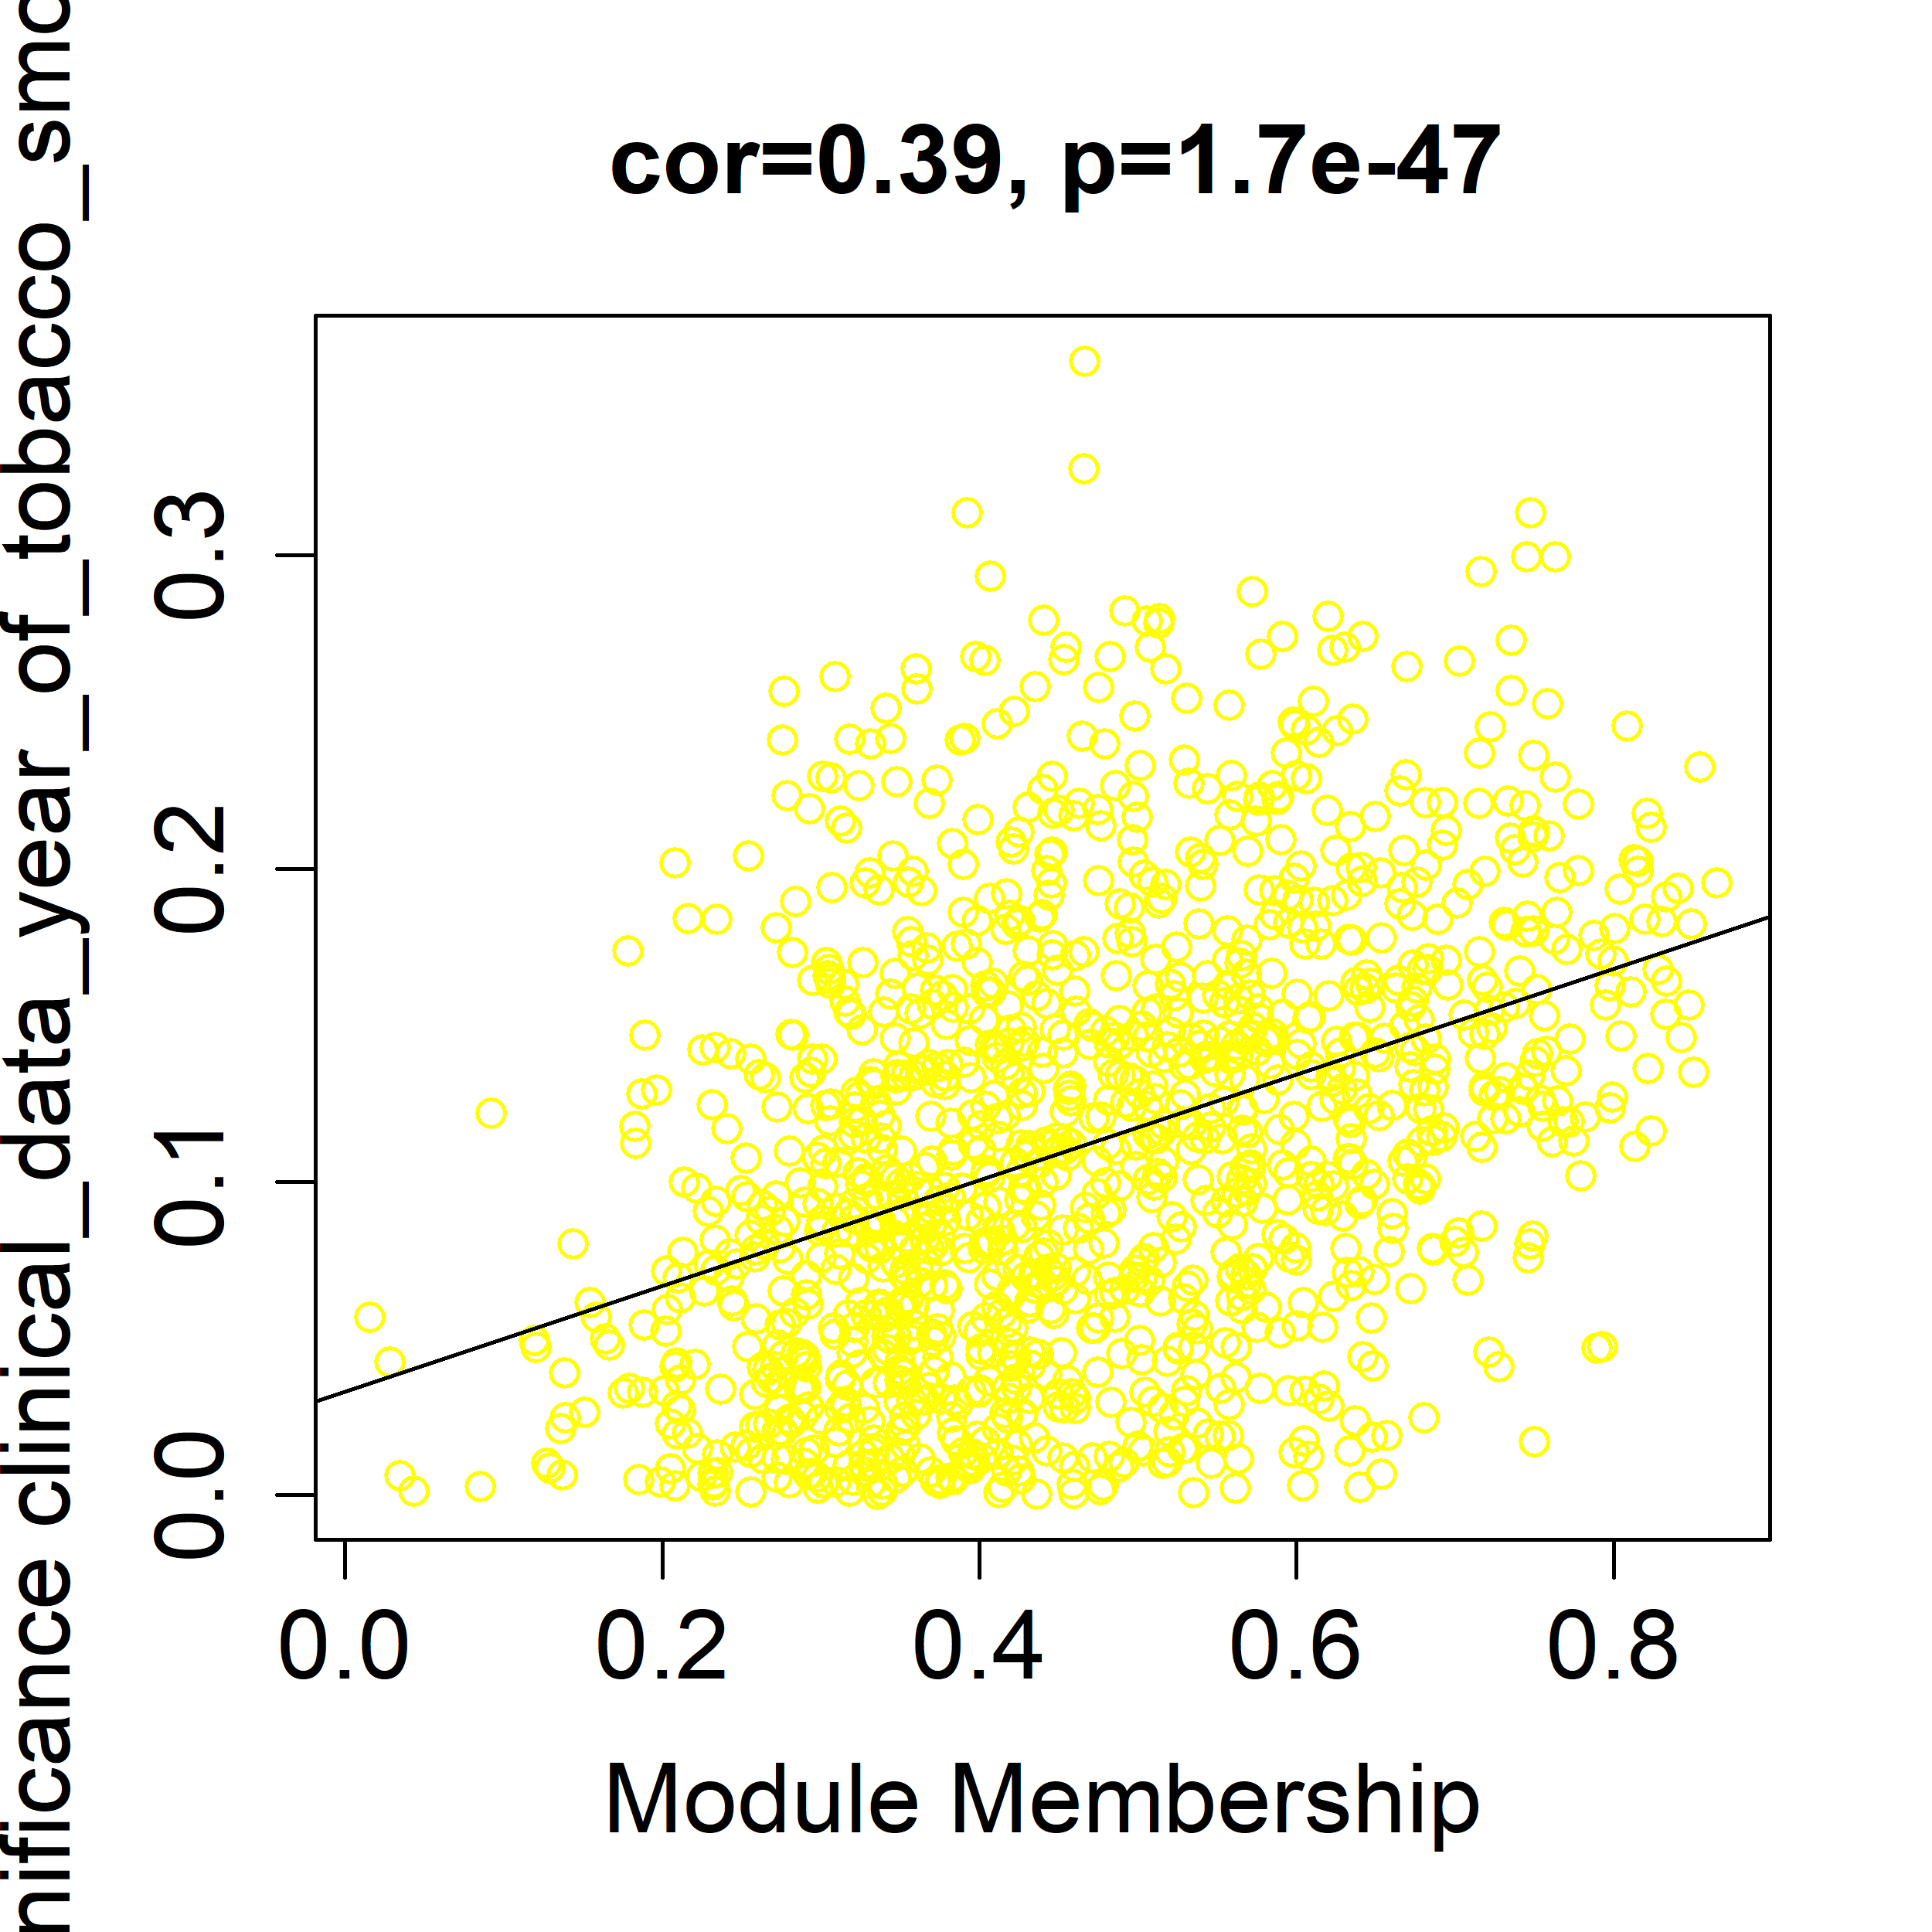 cor=0.39, p=1.7e-47
nificance clinical_data_year_of_tobacco_smo
0.3
0.2
0.1
0.0
0.0 0.2 0.4 0.6 0.8
Module Membership